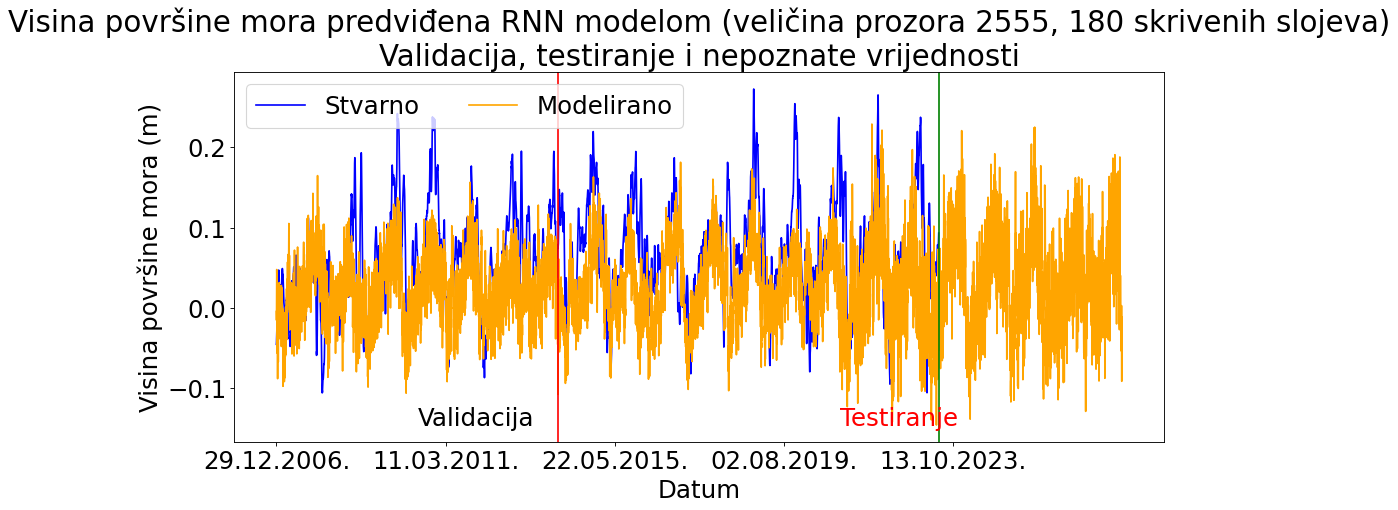 Visina površine mora predviđena RNN modelom (veličina prozora 2555, 180 skrivenih slojeva)
Validacija, testiranje i nepoznate vrijednosti
Stvarno
Modelirano
Visina površine mora (m)
0.2
0.1
0.0
−0.1
Validacija
Testiranje
29.12.2006.
11.03.2011.
22.05.2015.
02.08.2019.
13.10.2023.
Datum